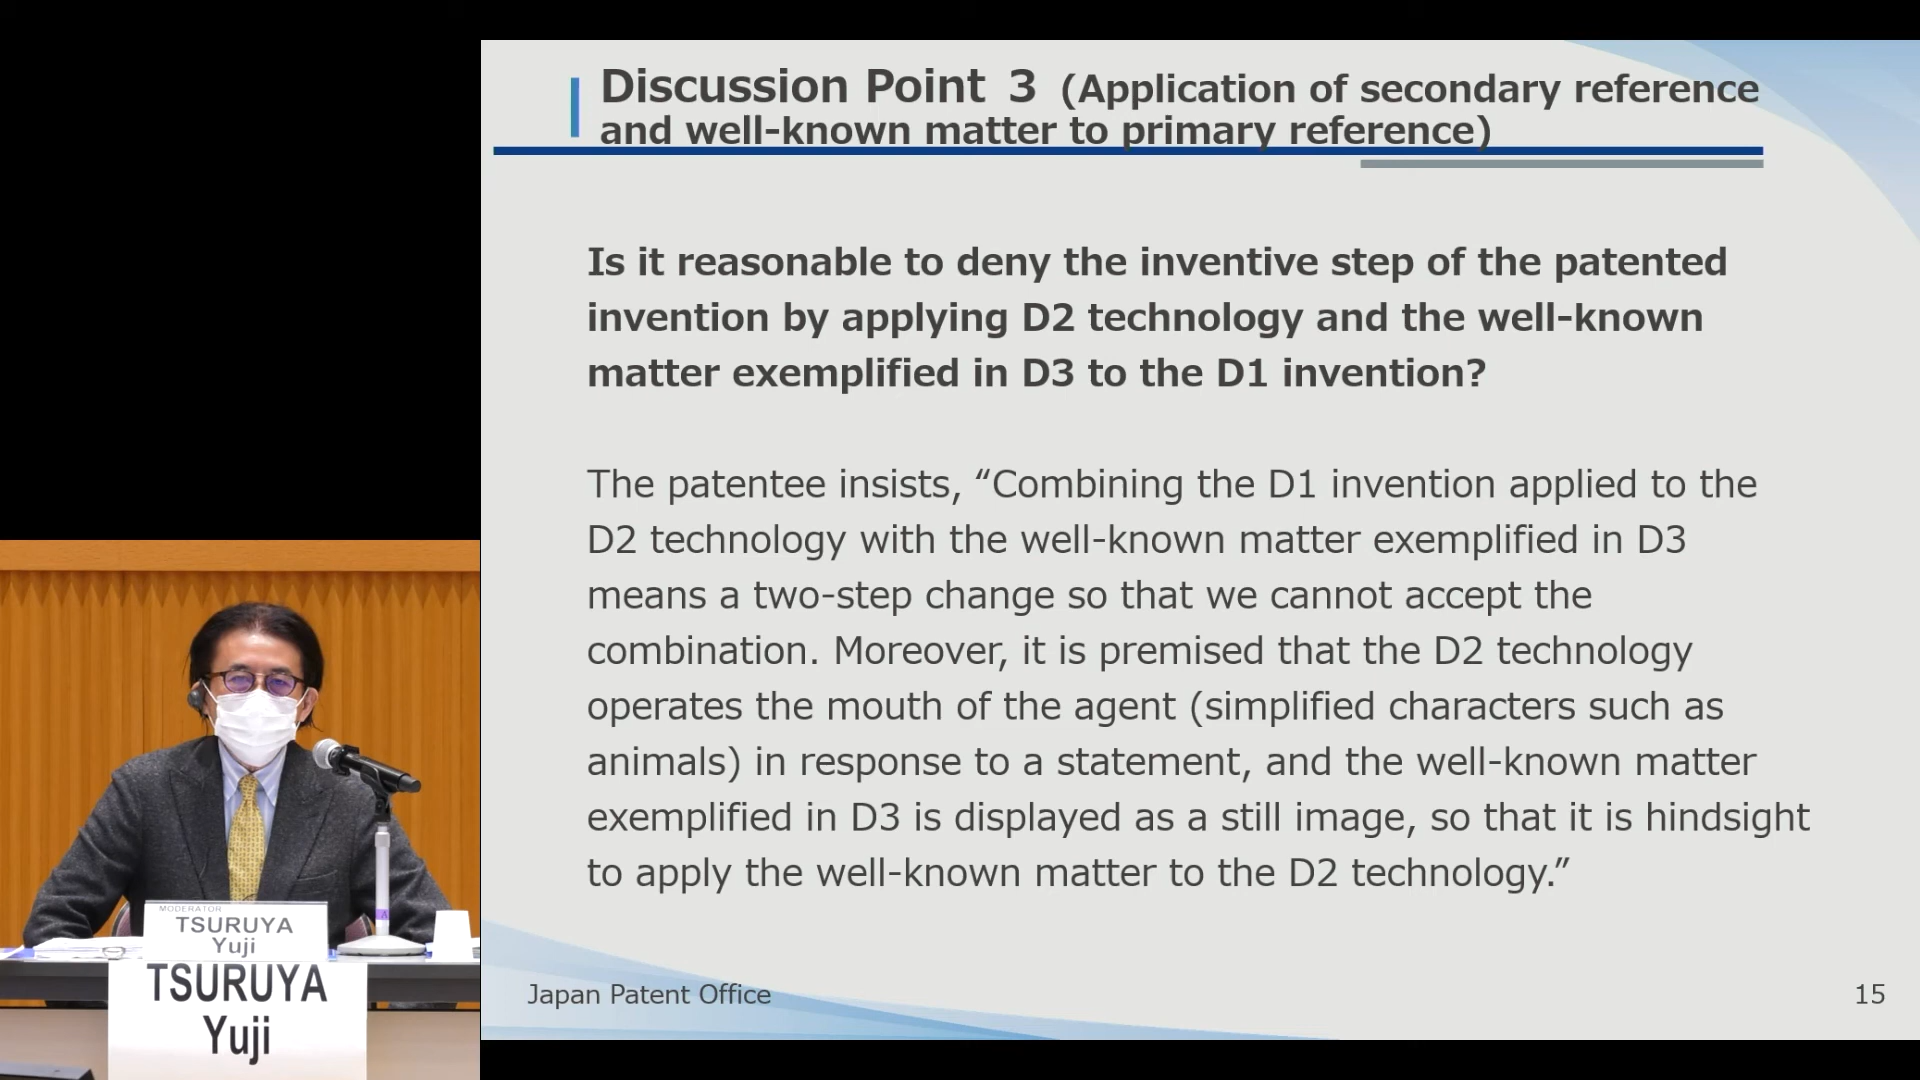 Discussion Point 3 (Application of secondary reference
and well-known matter to primary reference)
Is it reasonable to deny the inventive step of the patented
invention by applying D2 technology and the well-known
matter exemplified in D3 to the D1 invention?
The patentee insists, “Combining the D1 invention applied to the
D2 technology with the well-known matter exemplified in D3
means a two-step change so that we cannot accept the
combination. Moreover, it is premised that the D2 technology
operates the mouth of the agent (simplified characters such as
animals) in response to a statement, and the well-known matter
exemplified in D3 is displayed as a still image, so that it is hindsight
to apply the well-known matter to the D2 technology.”
Japan Patent Office
15
MODERATOR
TSURUYA
Yuji
TSURUYA
Yuji